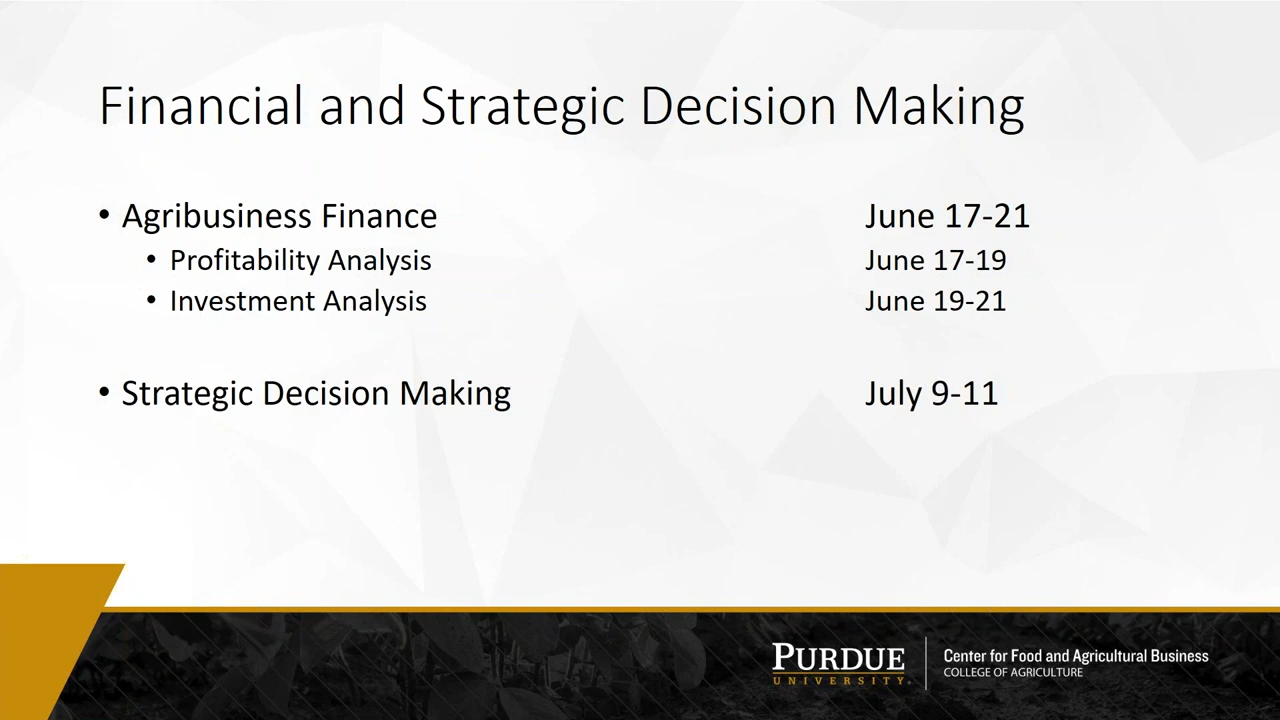 Financial and Strategic Decision Making
• Agribusiness Finance June 17-21
• Profitability Analysis June 17-19
• Investment Analysis June 19-21
• Strategic Decision Making July 9-11
PURDUE
UNIVERSITY®
Center for Food and Agricultural Business
COLLEGE OF AGRICULTURE